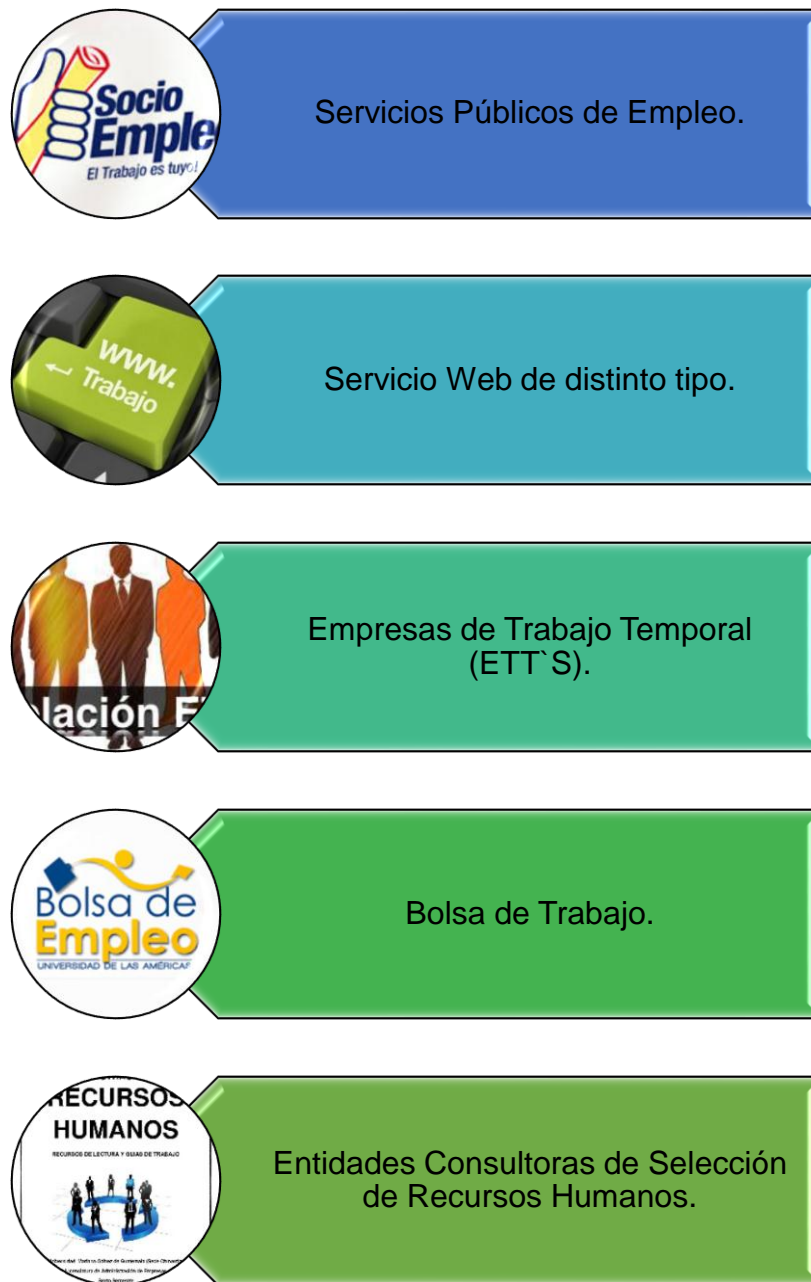 Socio
Emple
El Trabajo es tuyo!
Servicios Públicos de Empleo.
www.
Trabajo
Servicio Web de distinto tipo.
lación E
Empresas de Trabajo Temporal
(ETT`S).
Bolsa de
Empleo
UNIVERSIDAD DE LAS AMÉRICAS
Bolsa de Trabajo.
RECURSOS
HUMANOS
RECURSOS DE LECTURA Y GUIAS DE TRABAJO
Entidades Consultoras de Selección
de Recursos Humanos.